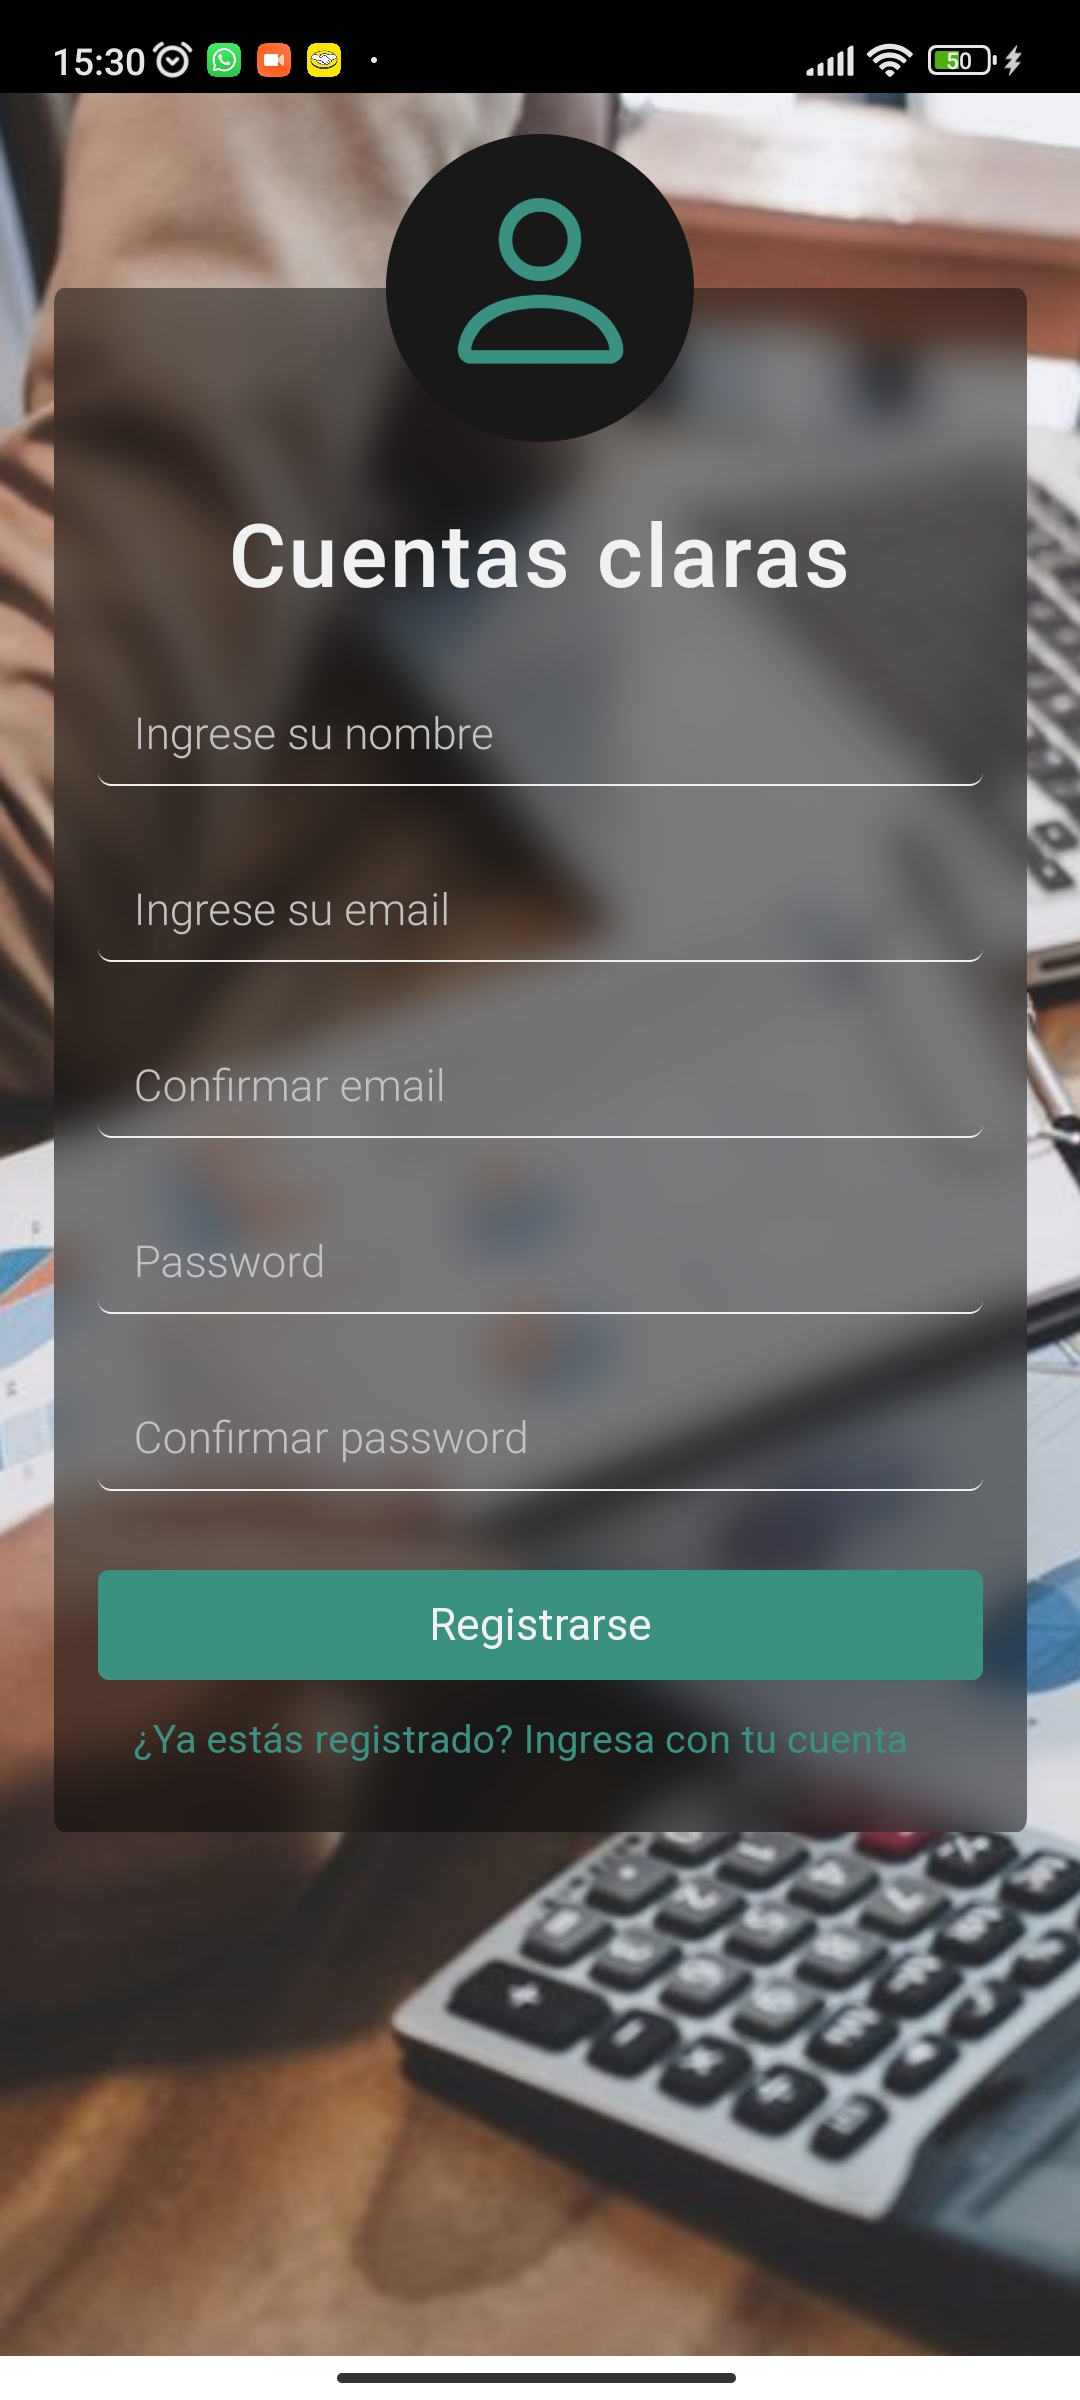 15:30
50
Cuentas claras
Ingrese su nombre
Ingrese su email
Confirmar email
Password
Confirmar password
Registrarse
¿Ya estás registrado? Ingresa con tu cuenta